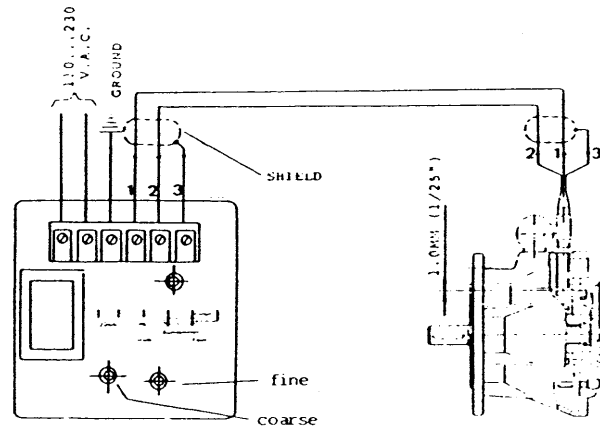 110...230
V.A.C.
GROUND
SHIELD
1 2 3
2 1 3
1.0MM (1/25")
fine
coarse